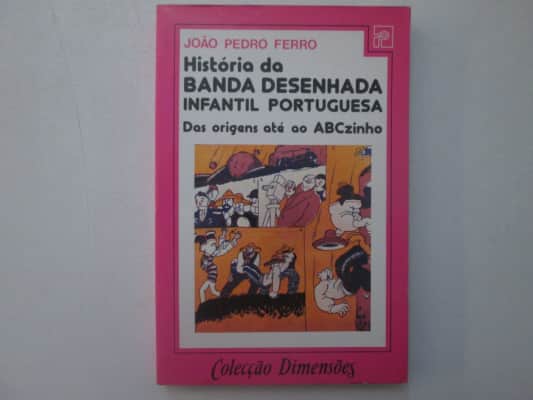 JOÃO PEDRO FERRO
História da
BANDA DESENHADA
INFANTIL PORTUGUESA
Das origens até ao ABCzinho
Colecção Dimensões